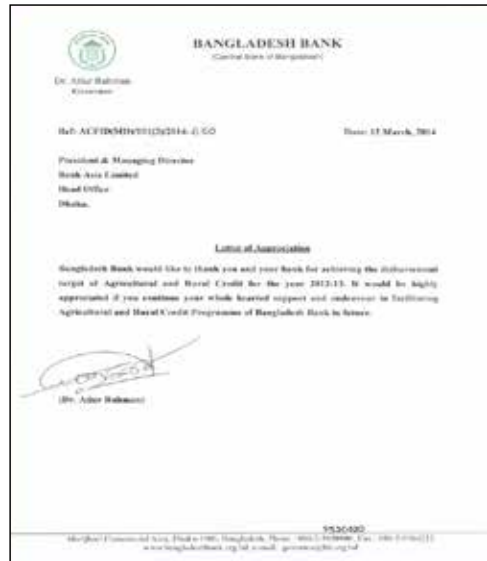 BANGLADESH BANK
(Central Bank of Bangladesh)
Dr. Atiur Rahman
Governor
Date: 12 March, 2014
President & Managing Director
Bank Asia Limited
Head Office
Dhaka.
Letter of Appreciation
Bangladesh Bank would like to thank you and your bank for achieving the disbursement
target of Agricultural and Rural Credit for the year 2012-13. It would be highly
appreciated if you continue your whole hearted support and endeavour in facilitating
Agricultural and Rural Credit Programme of Bangladesh Bank in future.
(Dr. Atiur Rahman)